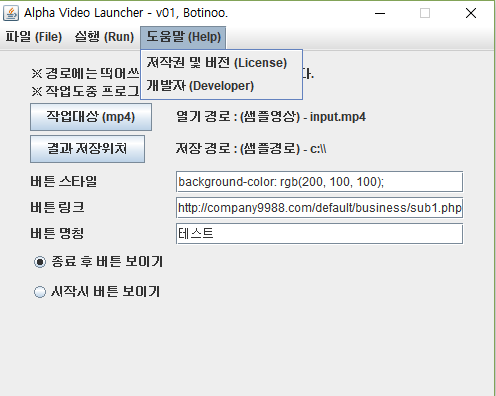 Alpha Video Launcher - v01, Botinoo.
파일 (File) 실행 (Run) 도움말 (Help)
저작권 및 버전 (License)
개발자 (Developer)
※ 경로에는 띄어쓰 다.
※ 작업도중 프로그
작업대상 (mp4) 열기 경로 : (샘플영상) - input.mp4
결과 저장위치 저장 경로 : (샘플경로) - c:\\
버튼 스타일 background-color: rgb(200, 100, 100);
버튼 링크 http://company9988.com/default/business/sub1.php
버튼 명칭 테스트
종료 후 버튼 보이기
시작시 버튼 보이기